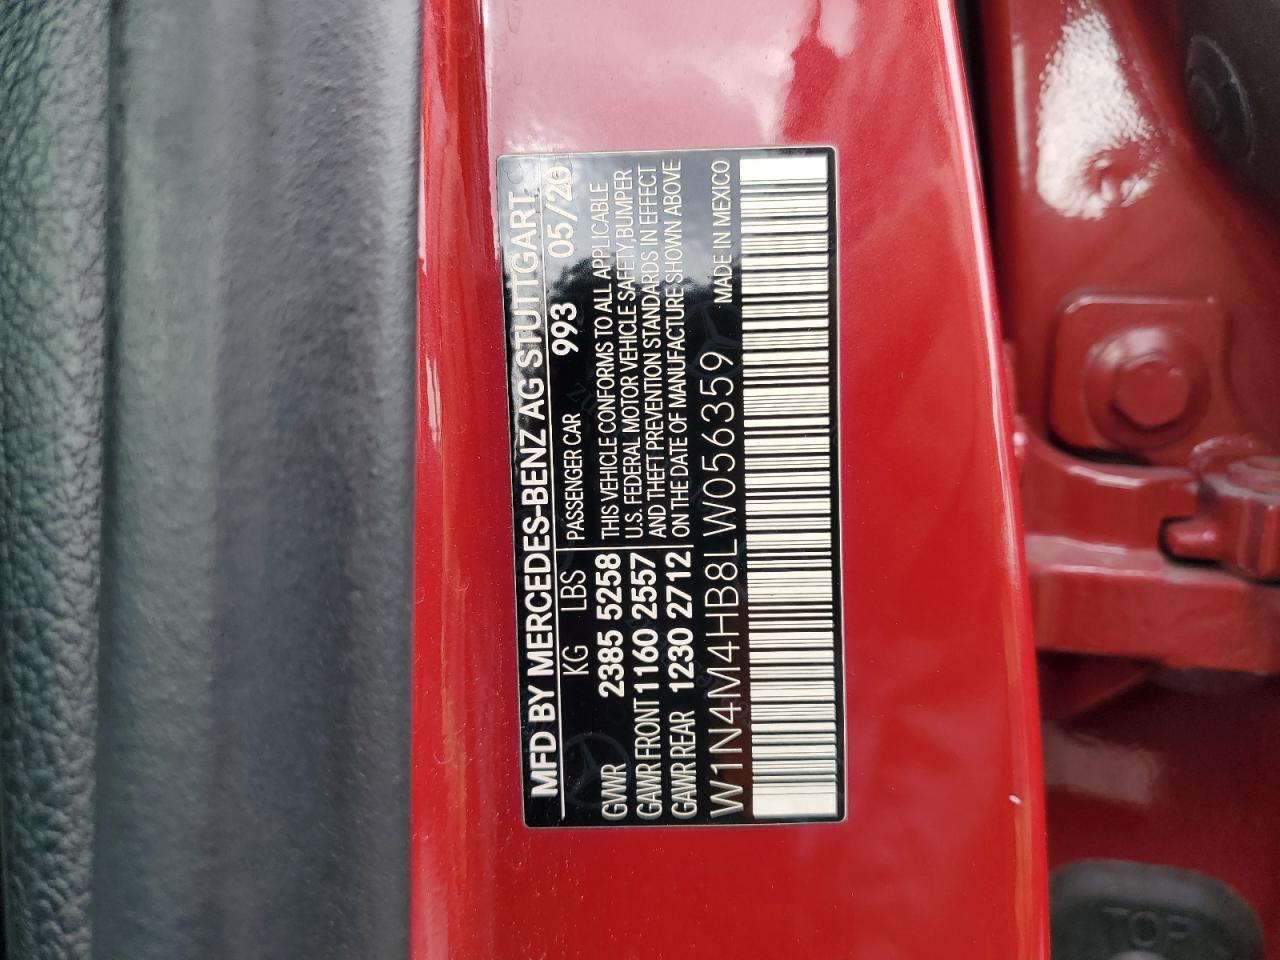 MFD BY MERCEDES-BENZ AG STUTTGART,
KG LBS PASSENGER CAR 993 05/20
GVWR 2385 5258 THIS VEHICLE CONFORMS TO ALL APPLICABLE
GAWR FRONT 1160 2557 U.S. FEDERAL MOTOR VEHICLE SAFETY, BUMPER
AND THEFT PREVENTION STANDARDS IN EFFECT
GAWR REAR 1230 2712 ON THE DATE OF MANUFACTURE SHOWN ABOVE
W1N4M4HB8LW056359 MADE IN MEXICO
TOP